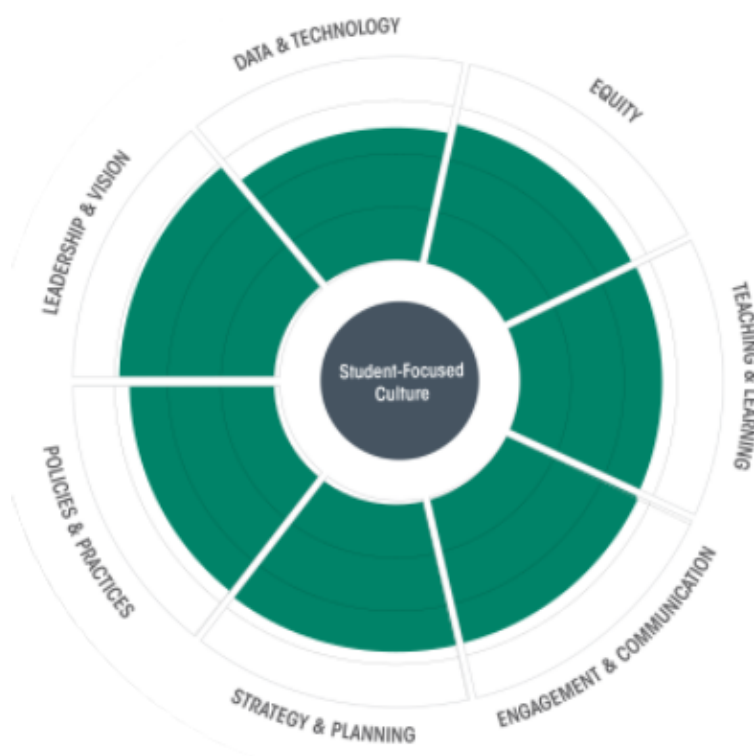 DATA & TECHNOLOGY
EQUITY
TEACHING & LEARNING
ENGAGEMENT & COMMUNICATION
STRATEGY & PLANNING
POLICIES & PRACTICES
LEADERSHIP & VISION
Student-Focused
Culture